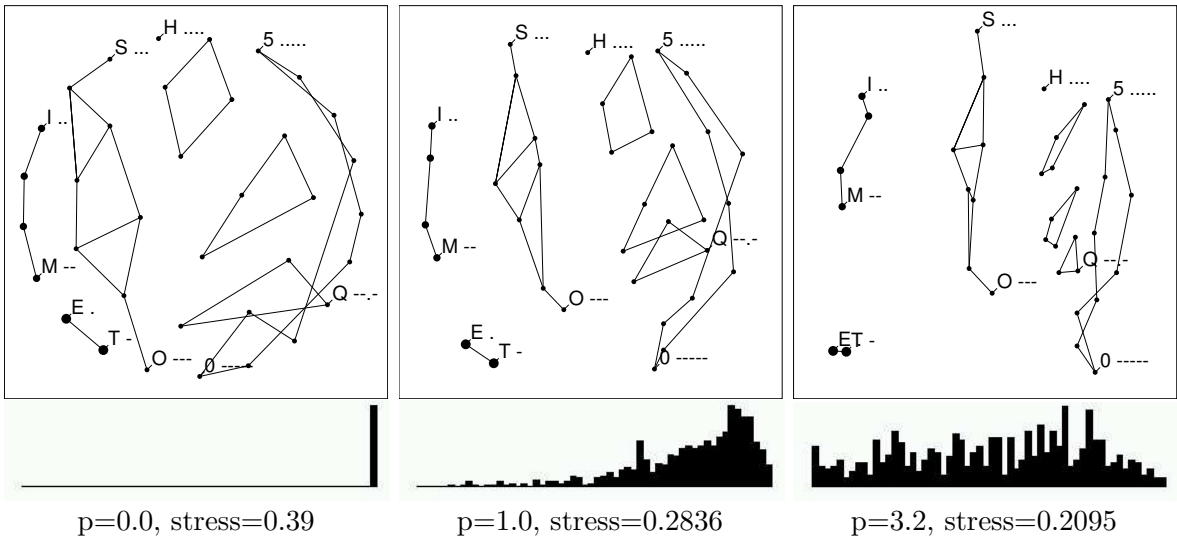 S ...
H ....
5 .....
I ..
M --
E .
T -
O ---
0 -----
Q --.-
p=0.0, stress=0.39
S ...
H ....
5 .....
I ..
M --
E .
T -
O ---
0 -----
Q --.-
p=1.0, stress=0.2836
S ...
H ....
5 .....
I ..
M --
E .
T -
O ---
0 -----
Q --.-
p=3.2, stress=0.2095